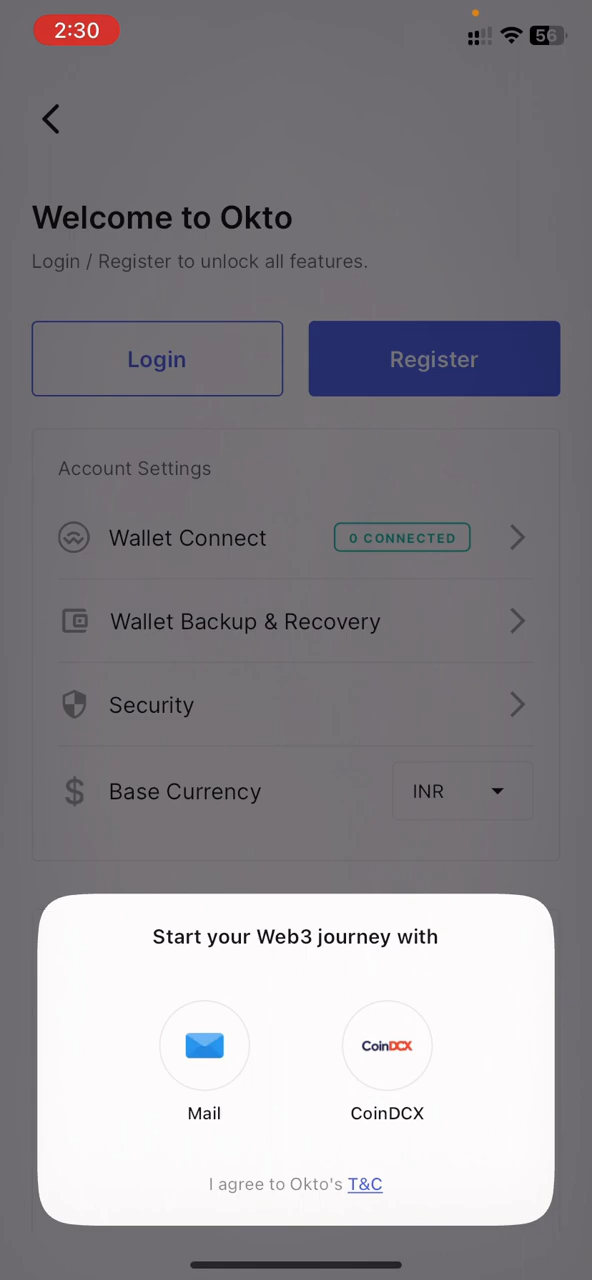 2:30
56
Welcome to Okto
Login / Register to unlock all features.
Login
Register
Account Settings
Wallet Connect
0 CONNECTED
Wallet Backup & Recovery
Security
Base Currency
INR
Start your Web3 journey with
CoinDCX
Mail
CoinDCX
I agree to Okto's T&C